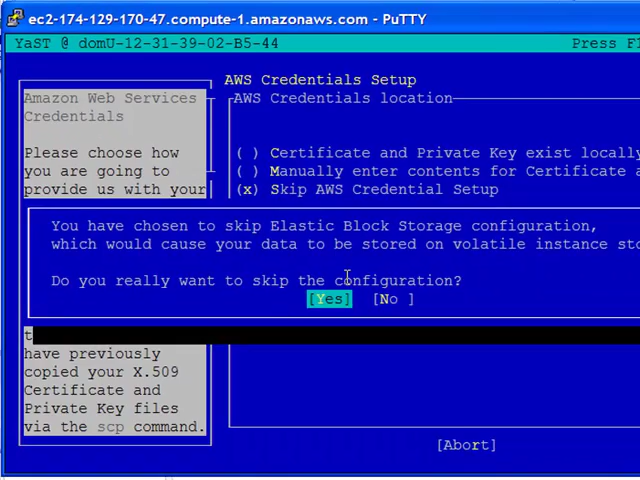 ec2-174-129-170-47.compute-1.amazonaws.com - PuTTY
YaST @ domU-12-31-39-02-B5-44 Press F1
AWS Credentials Setup
Amazon Web Services
Credentials
Please choose how
you are going to
provide us with your
AWS Credentials location
( ) Certificate and Private Key exist locally
( ) Manually enter contents for Certificate a
(x) Skip AWS Credential Setup
You have chosen to skip Elastic Block Storage configuration,
which would cause your data to be stored on volatile instance sto
Do you really want to skip the configuration?
[Yes] [No ]
t
have previously
copied your X.509
Certificate and
Private Key files
via the scp command.
[Abort]